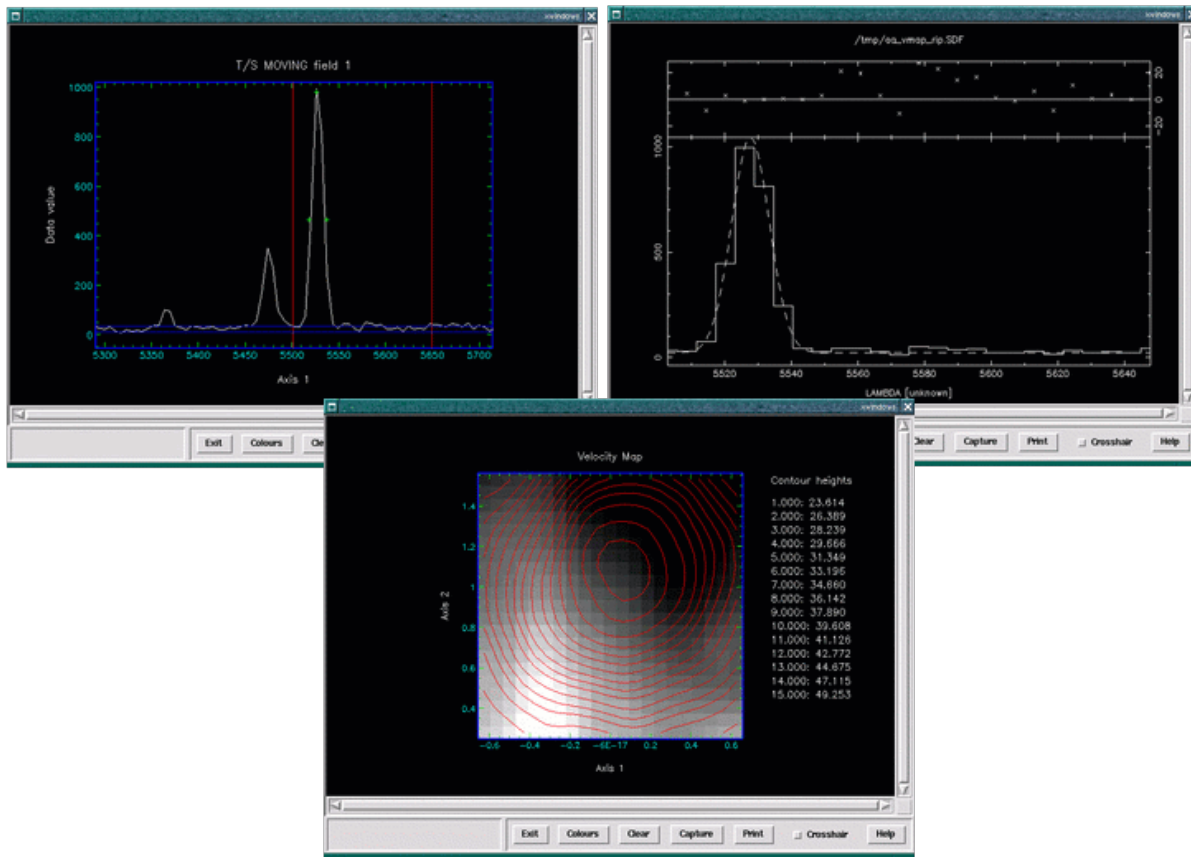 xwindows
T/S MOVING field 1
1000
800
600
400
200
0
Data value
5300 5350 5400 5450 5500 5550 5600 5650 5700
Axis 1
Exit Colours
xwindows
/tmp/oa_vmap_rip.SDF
20
0
-20
1000
500
0
5520 5540 5560 5580 5600 5620 5640
LAMBDA [unknown]
Clear Capture Print Crosshair Help
xwindows
Velocity Map
Contour heights
1.000: 23.614
2.000: 26.389
3.000: 28.239
4.000: 29.666
5.000: 31.349
6.000: 33.196
7.000: 34.660
8.000: 36.142
9.000: 37.890
10.000: 39.608
11.000: 41.126
12.000: 42.772
13.000: 44.675
14.000: 47.115
15.000: 49.253
1.4
1.2
1
0.8
0.6
0.4
Axis 2
-0.6 -0.4 -0.2 -6E-17 0.2 0.4 0.6
Axis 1
Exit Colours Clear Capture Print Crosshair Help